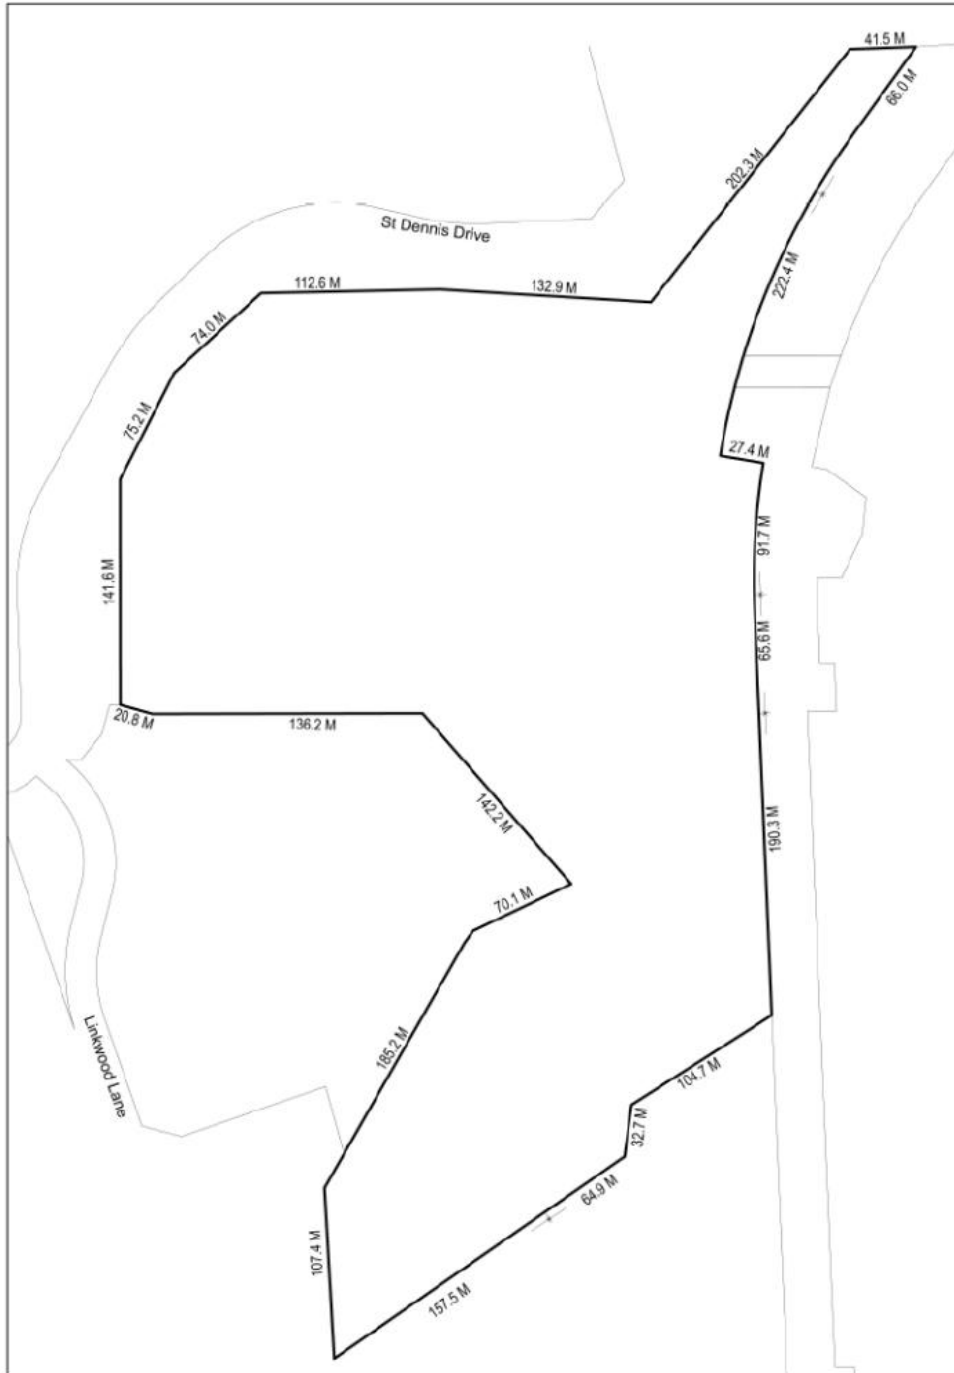 41.5 M
66.0 M
202.3 M
St Dennis Drive
222.4 M
112.6 M
132.9 M
74.0 M
75.2 M
27.4 M
91.7 M
141.6 M
65.6 M
20.8 M
136.2 M
142.2 M
190.3 M
70.1 M
185.2 M
Linkwood Lane
104.7 M
32.7 M
64.9 M
107.4 M
157.5 M